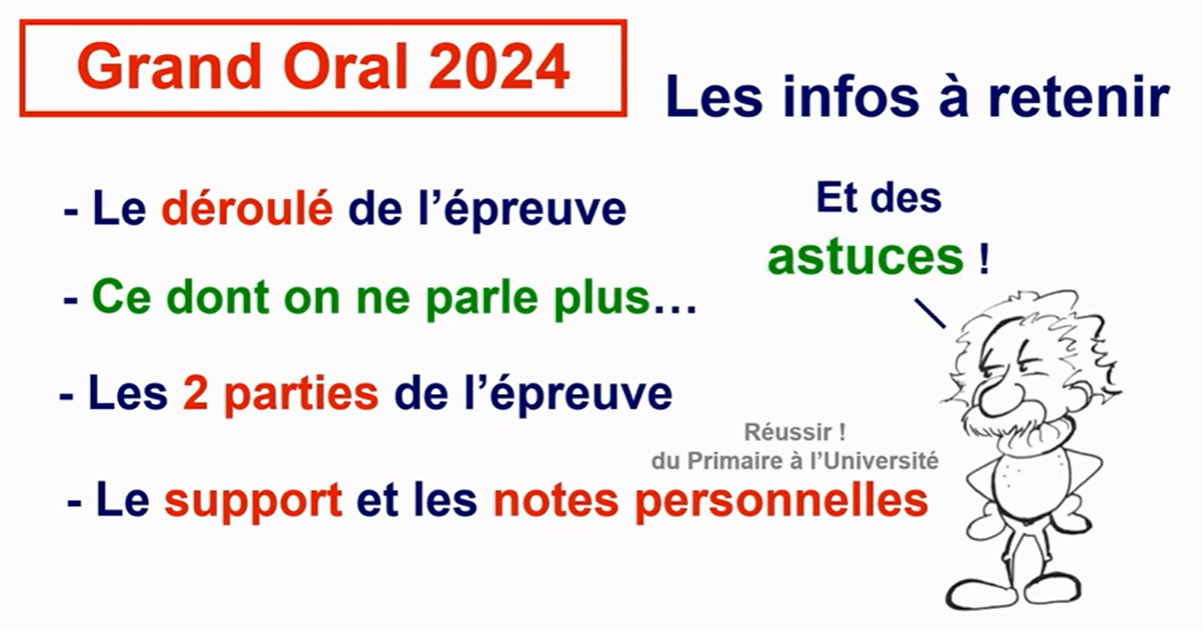 Grand Oral 2024
Les infos à retenir
- Le déroulé de l’épreuve
Et des
astuces !
- Ce dont on ne parle plus…
- Les 2 parties de l’épreuve
Réussir !
du Primaire à l’Université
- Le support et les notes personnelles